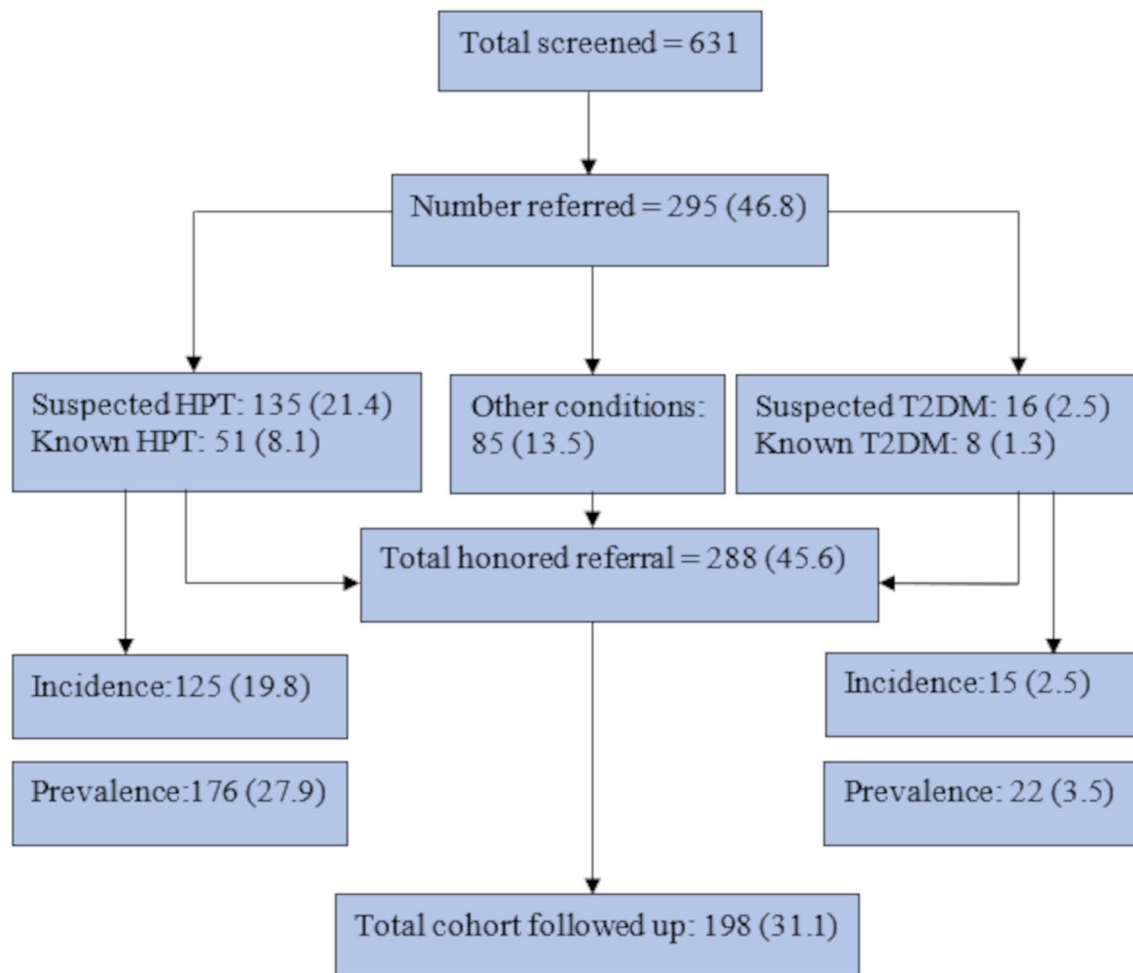 Total screened = 631
Number referred = 295 (46.8)
Suspected HPT: 135 (21.4)
Known HPT: 51 (8.1)
Other conditions:
85 (13.5)
Suspected T2DM: 16 (2.5)
Known T2DM: 8 (1.3)
Total honored referral = 288 (45.6)
Incidence:125 (19.8)
Incidence:15 (2.5)
Prevalence:176 (27.9)
Prevalence: 22 (3.5)
Total cohort followed up: 198 (31.1)